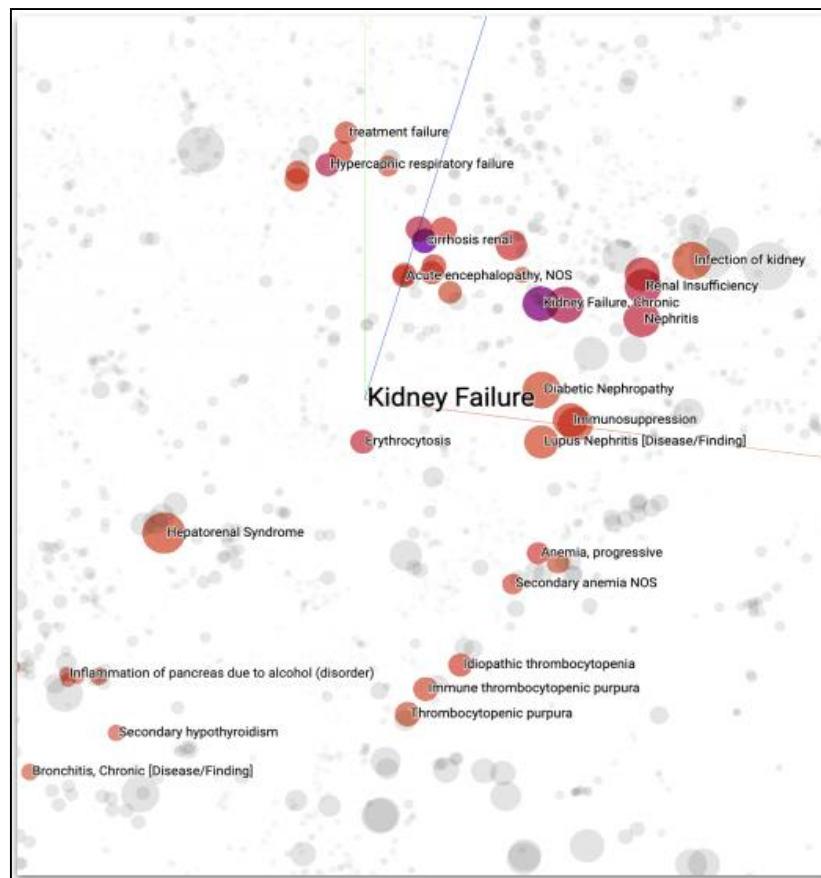 treatment failure
Hypercapnic respiratory failure
cirrhosis renal
Infection of kidney
Acute encephalopathy, NOS
Renal Insufficiency
Kidney Failure, Chronic
Nephritis
Diabetic Nephropathy
Kidney Failure
Immunosuppression
Erythrocytosis
Lupus Nephritis [Disease/Finding]
Hepatorenal Syndrome
Anemia, progressive
Secondary anemia NOS
Idiopathic thrombocytopenia
Inflammation of pancreas due to alcohol (disorder)
Immune thrombocytopenic purpura
Thrombocytopenic purpura
Secondary hypothyroidism
Bronchitis, Chronic [Disease/Finding]